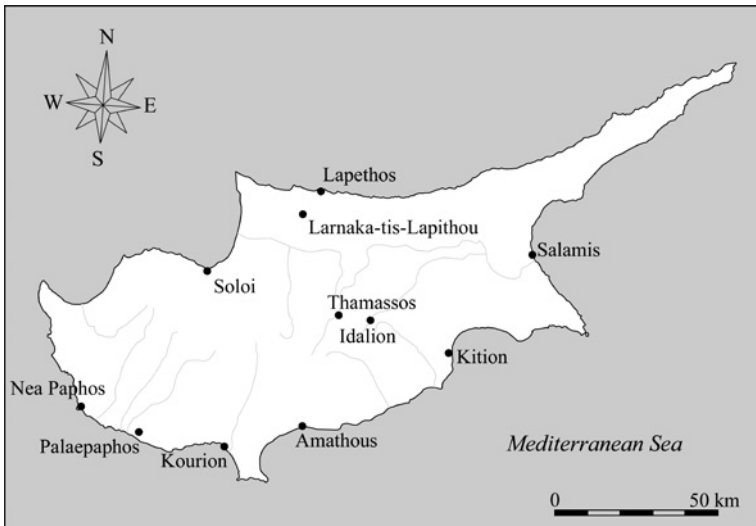 N
W E
S
Lapethos
Larnaka-tis-Lapithou
Salamis
Soloi
Thamassos
Idalion
Kition
Nea Paphos
Palaepaphos
Kourion
Amathous
Mediterranean Sea
0 50 km